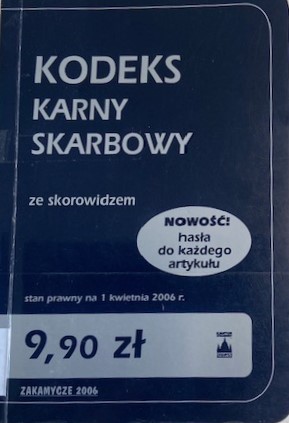 KODEKS
KARNY
SKARBOWY
ze skorowidzem
NOWOŚĆ!
hasła
do każdego
artykułu
stan prawny na 1 kwietnia 2006 r.
9,90 zł
ZAKAMYCZE 2006